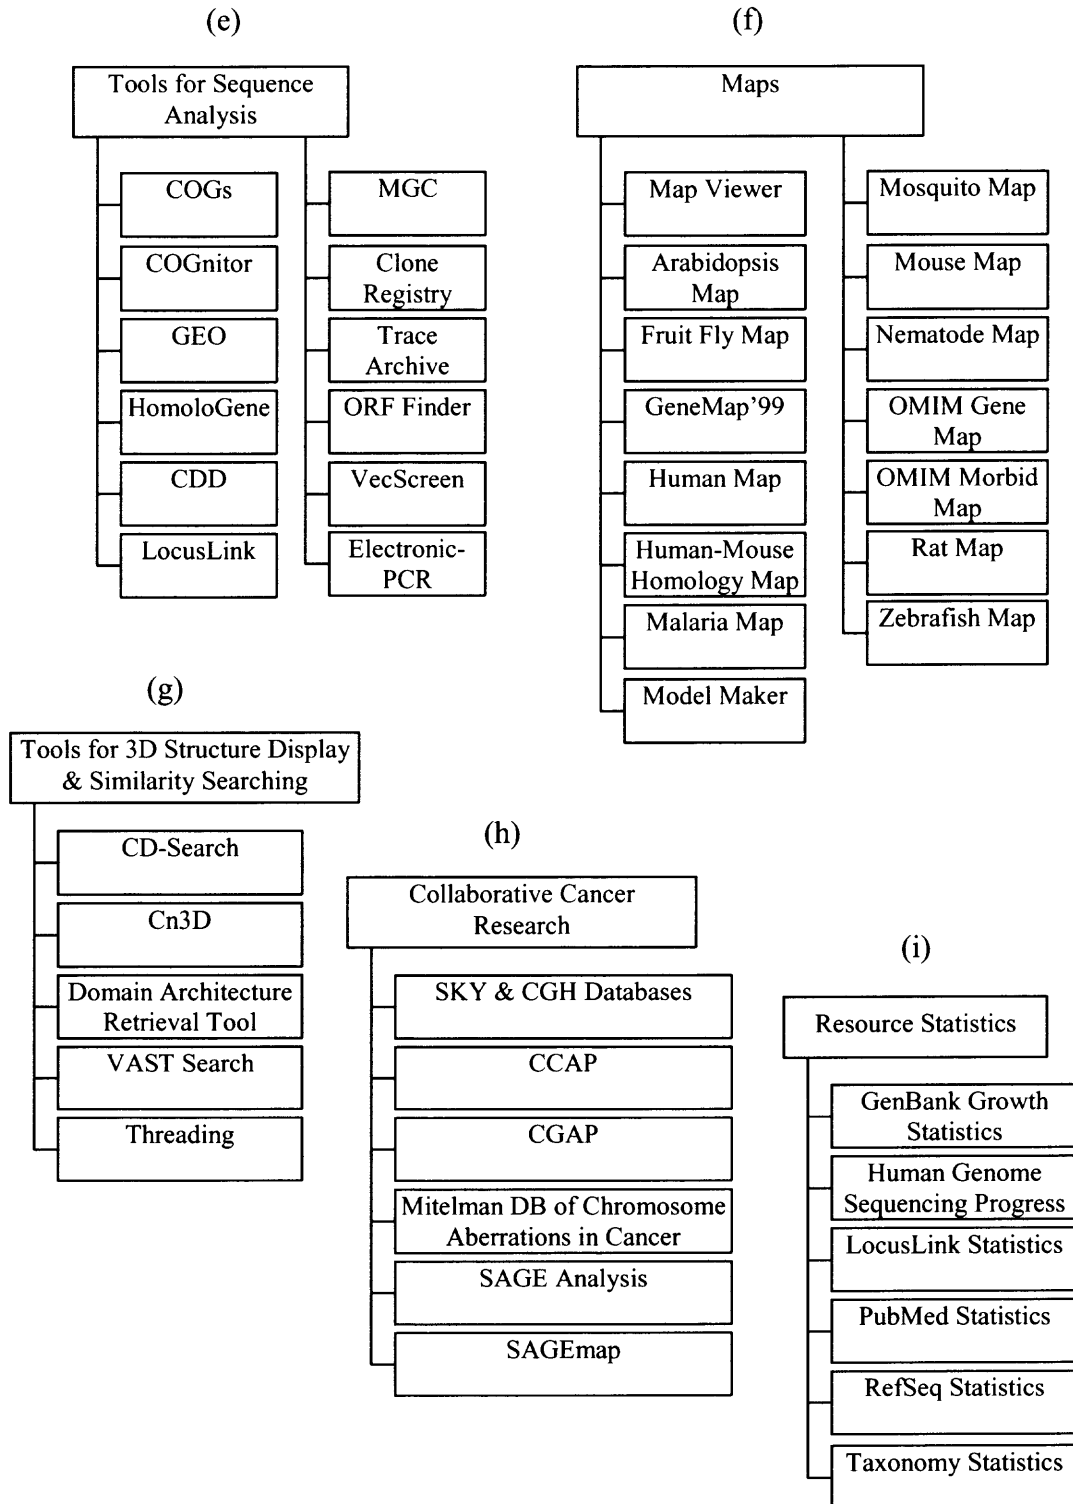 (e)
Tools for Sequence
Analysis
COGs
COGnitor
GEO
HomoloGene
CDD
LocusLink
MGC
Clone
Registry
Trace
Archive
ORF Finder
VecScreen
Electronic-
PCR
(f)
Maps
Map Viewer
Arabidopsis
Map
Fruit Fly Map
GeneMap'99
Human Map
Human-Mouse
Homology Map
Malaria Map
Model Maker
Mosquito Map
Mouse Map
Nematode Map
OMIM Gene
Map
OMIM Morbid
Map
Rat Map
Zebrafish Map
(g)
Tools for 3D Structure Display
& Similarity Searching
CD-Search
Cn3D
Domain Architecture
Retrieval Tool
VAST Search
Threading
(h)
Collaborative Cancer
Research
SKY & CGH Databases
CCAP
CGAP
Mitelman DB of Chromosome
Aberrations in Cancer
SAGE Analysis
SAGEmap
(i)
Resource Statistics
GenBank Growth
Statistics
Human Genome
Sequencing Progress
LocusLink Statistics
PubMed Statistics
RefSeq Statistics
Taxonomy Statistics